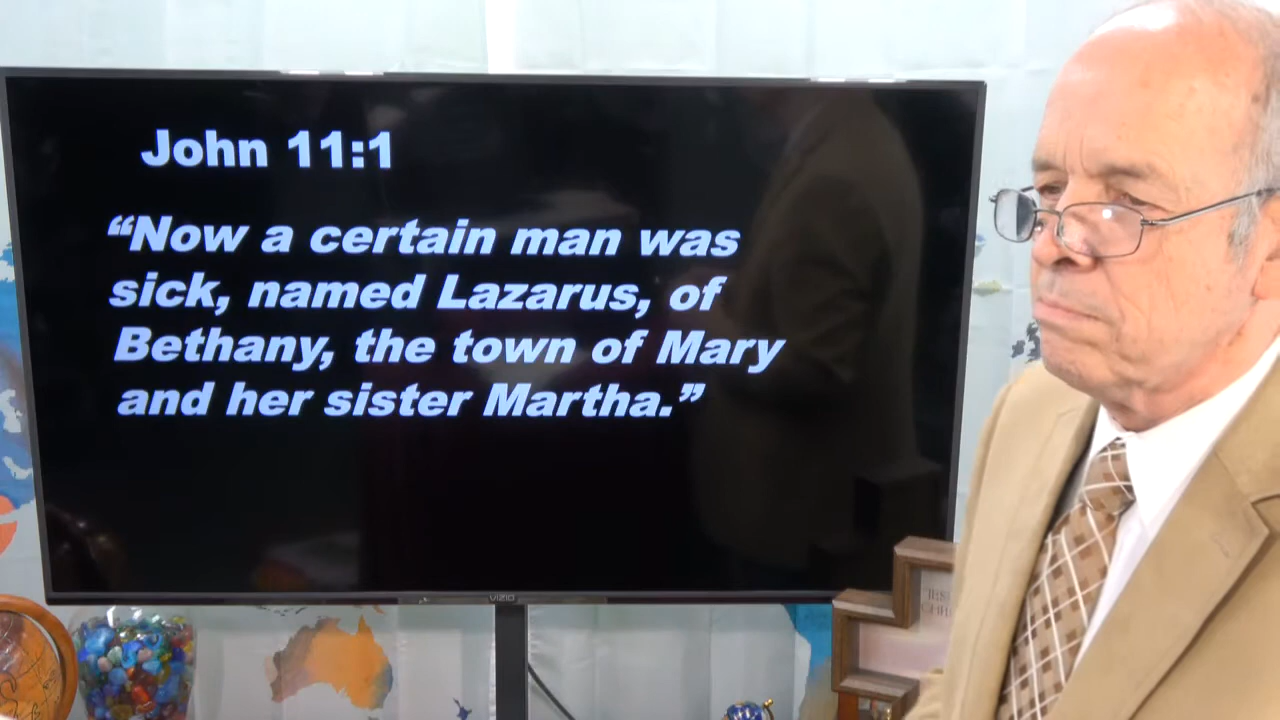 John 11:1
“Now a certain man was
sick, named Lazarus, of
Bethany, the town of Mary
and her sister Martha.”
VIZIO